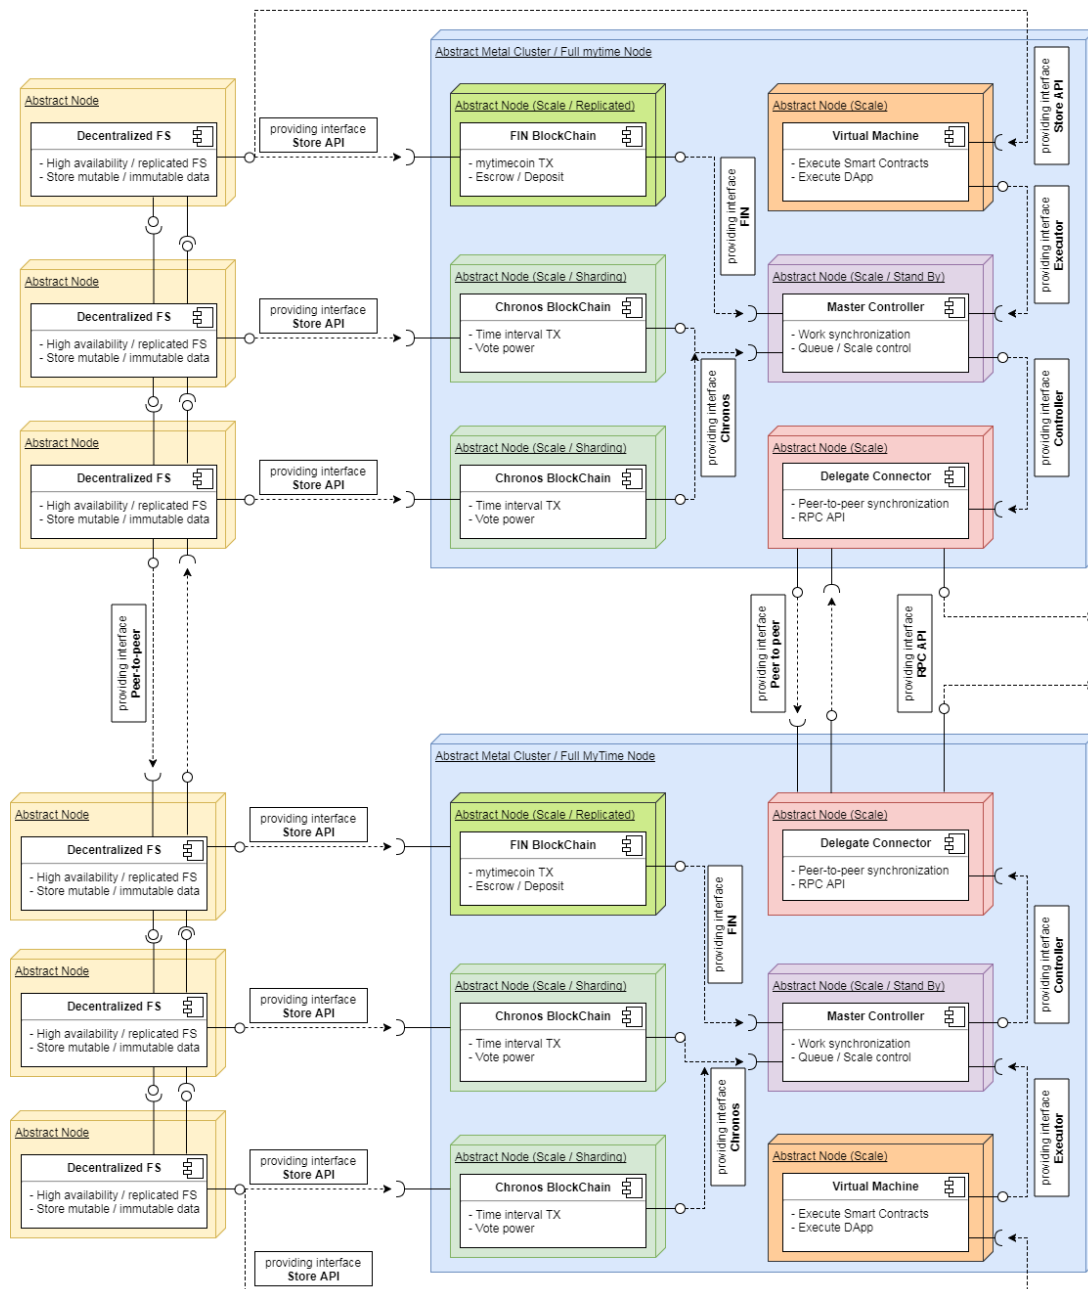 Abstract Metal Cluster / Full mytime Node
Abstract Node
Decentralized FS
- High availability / replicated FS
- Store mutable / immutable data
providing interface
Store API
Abstract Node (Scale / Replicated)
FIN BlockChain
- mytimecoin TX
- Escrow / Deposit
Abstract Node (Scale)
Virtual Machine
- Execute Smart Contracts
- Execute DApp
providing interface
Store API
providing interface
FIN
providing interface
Executor
Abstract Node
Decentralized FS
- High availability / replicated FS
- Store mutable / immutable data
providing interface
Store API
Abstract Node (Scale / Sharding)
Chronos BlockChain
- Time interval TX
- Vote power
Abstract Node (Scale / Stand By)
Master Controller
- Work synchronization
- Queue / Scale control
providing interface
Chronos
providing interface
Controller
Abstract Node
Decentralized FS
- High availability / replicated FS
- Store mutable / immutable data
providing interface
Store API
Abstract Node (Scale / Sharding)
Chronos BlockChain
- Time interval TX
- Vote power
Abstract Node (Scale)
Delegate Connector
- Peer-to-peer synchronization
- RPC API
providing interface
Peer-to-peer
providing interface
Peer to peer
providing interface
RPC API
Abstract Metal Cluster / Full MyTime Node
Abstract Node
Decentralized FS
- High availability / replicated FS
- Store mutable / immutable data
providing interface
Store API
Abstract Node (Scale / Replicated)
FIN BlockChain
- mytimecoin TX
- Escrow / Deposit
Abstract Node (Scale)
Delegate Connector
- Peer-to-peer synchronization
- RPC API
providing interface
FIN
providing interface
Controller
Abstract Node
Decentralized FS
- High availability / replicated FS
- Store mutable / immutable data
providing interface
Store API
Abstract Node (Scale / Sharding)
Chronos BlockChain
- Time interval TX
- Vote power
Abstract Node (Scale / Stand By)
Master Controller
- Work synchronization
- Queue / Scale control
providing interface
Chronos
providing interface
Executor
Abstract Node
Decentralized FS
- High availability / replicated FS
- Store mutable / immutable data
providing interface
Store API
Abstract Node (Scale / Sharding)
Chronos BlockChain
- Time interval TX
- Vote power
Abstract Node (Scale)
Virtual Machine
- Execute Smart Contracts
- Execute DApp
providing interface
Store API